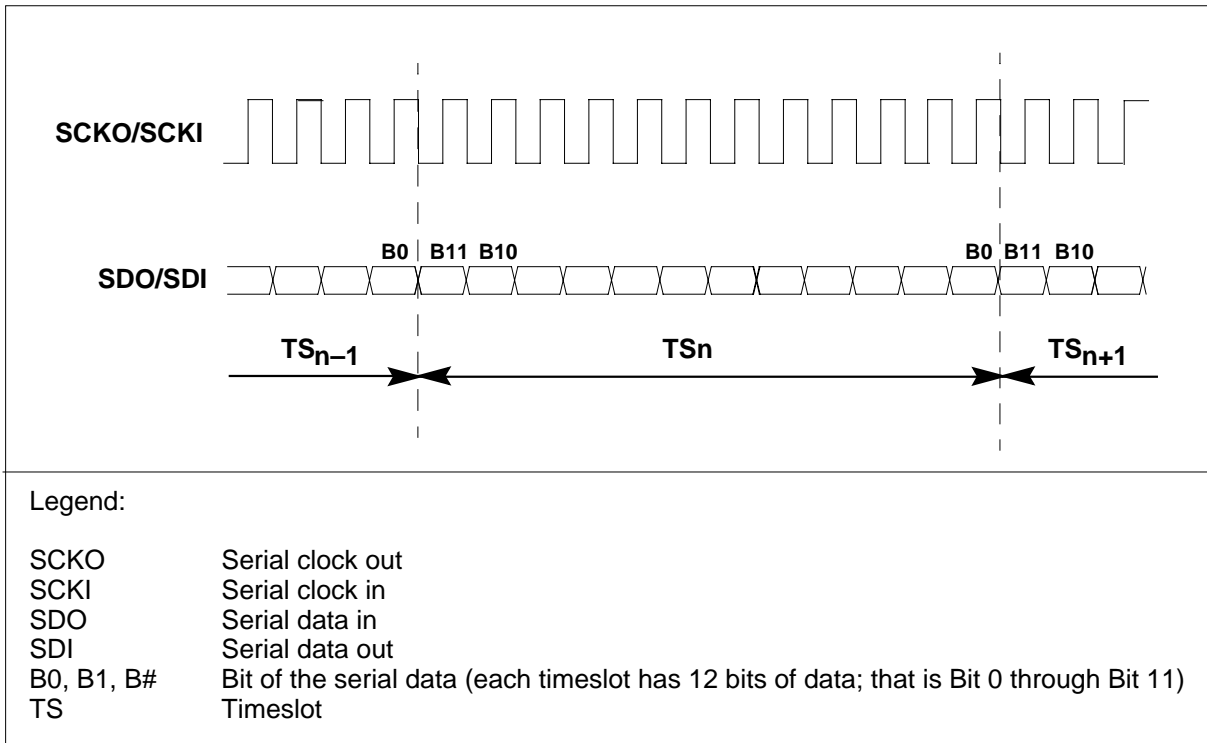 SCKO/SCKI
B0 B11 B10 B0 B11 B10
SDO/SDI
TSn–1 TSn TSn+1
Legend:
SCKO Serial clock out
SCKI Serial clock in
SDO Serial data in
SDI Serial data out
B0, B1, B# Bit of the serial data (each timeslot has 12 bits of data; that is Bit 0 through Bit 11)
TS Timeslot